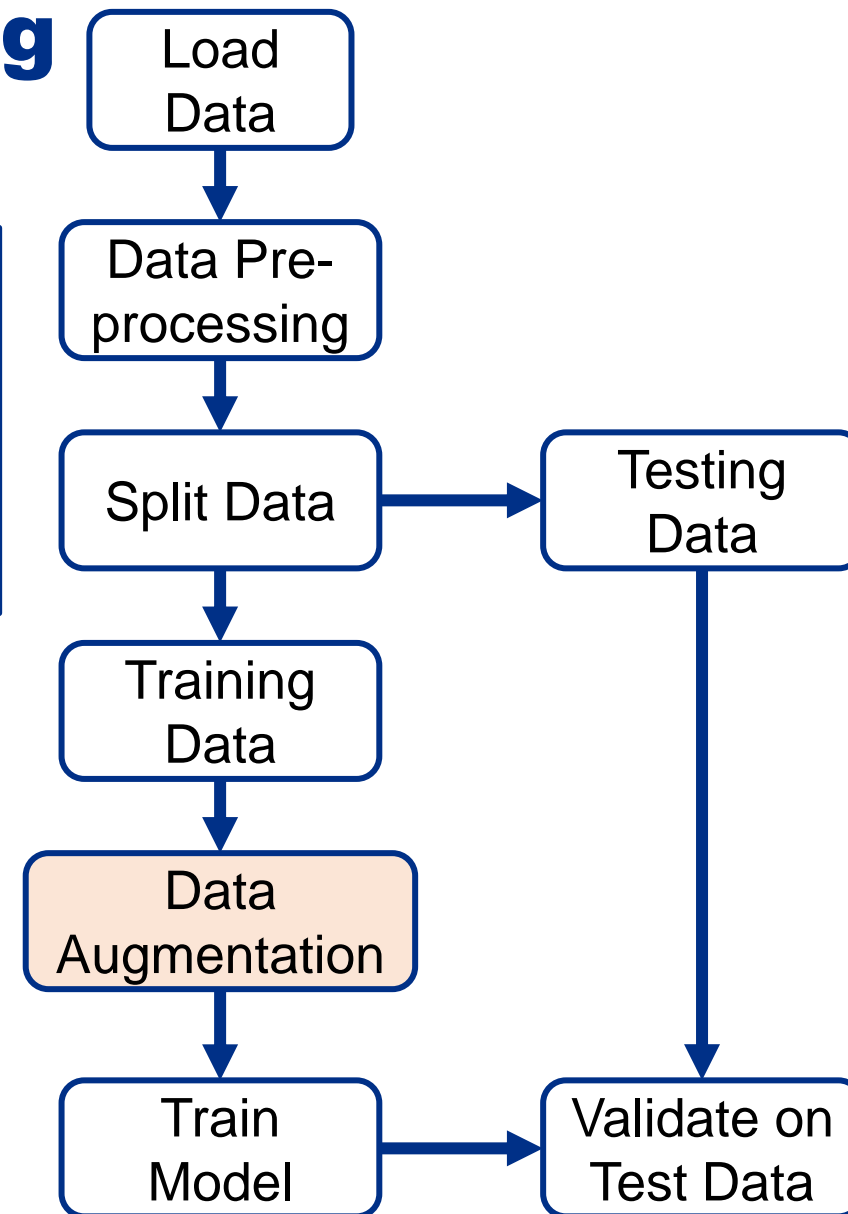 g
Load
Data
Data Pre-
processing
Split Data
Testing
Data
Training
Data
Data
Augmentation
Train
Model
Validate on
Test Data